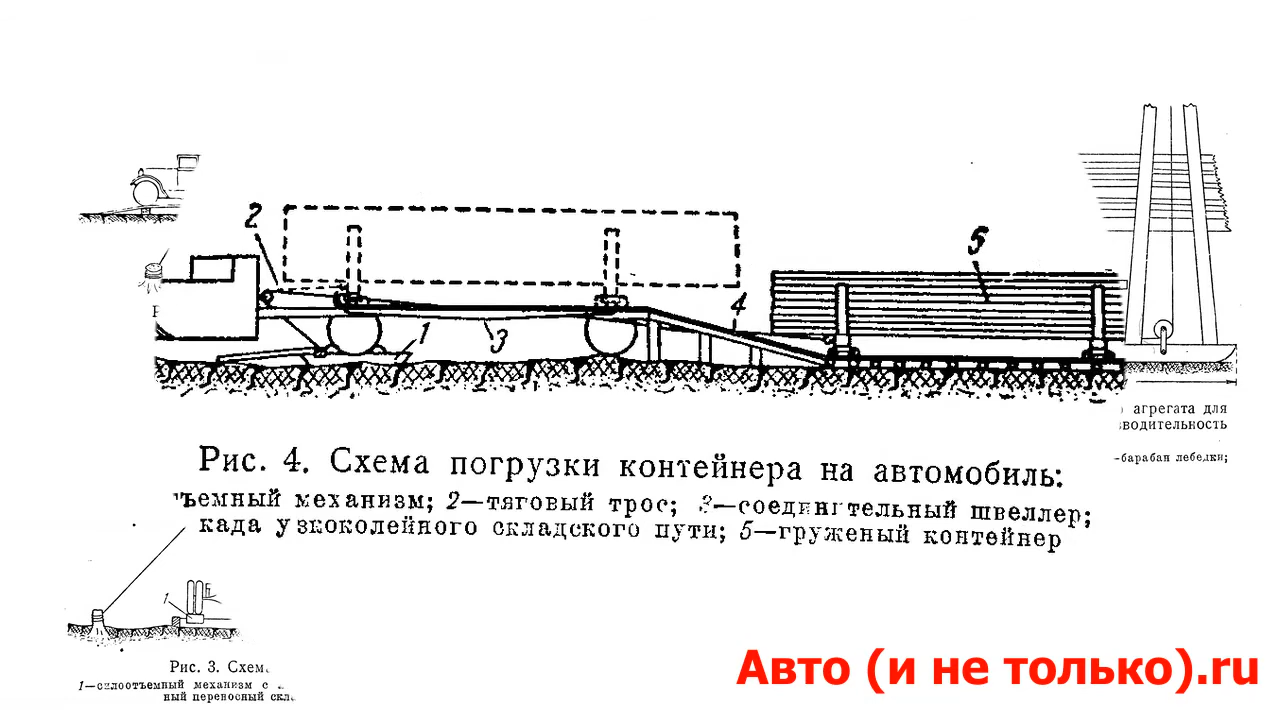 2
5
4
1
3
агрегата для
водительность
-барабан лебедки;
Рис. 4. Схема погрузки контейнера на автомобиль:
ъемный механизм; 2—тяговый трос; 3—соединительный швеллер;
када узкоколейного складского пути; 5—груженый контейнер
1
Рис. 3. Схем
1—силоотъемный механизм с
ный переносный скл
Авто (и не только).ru